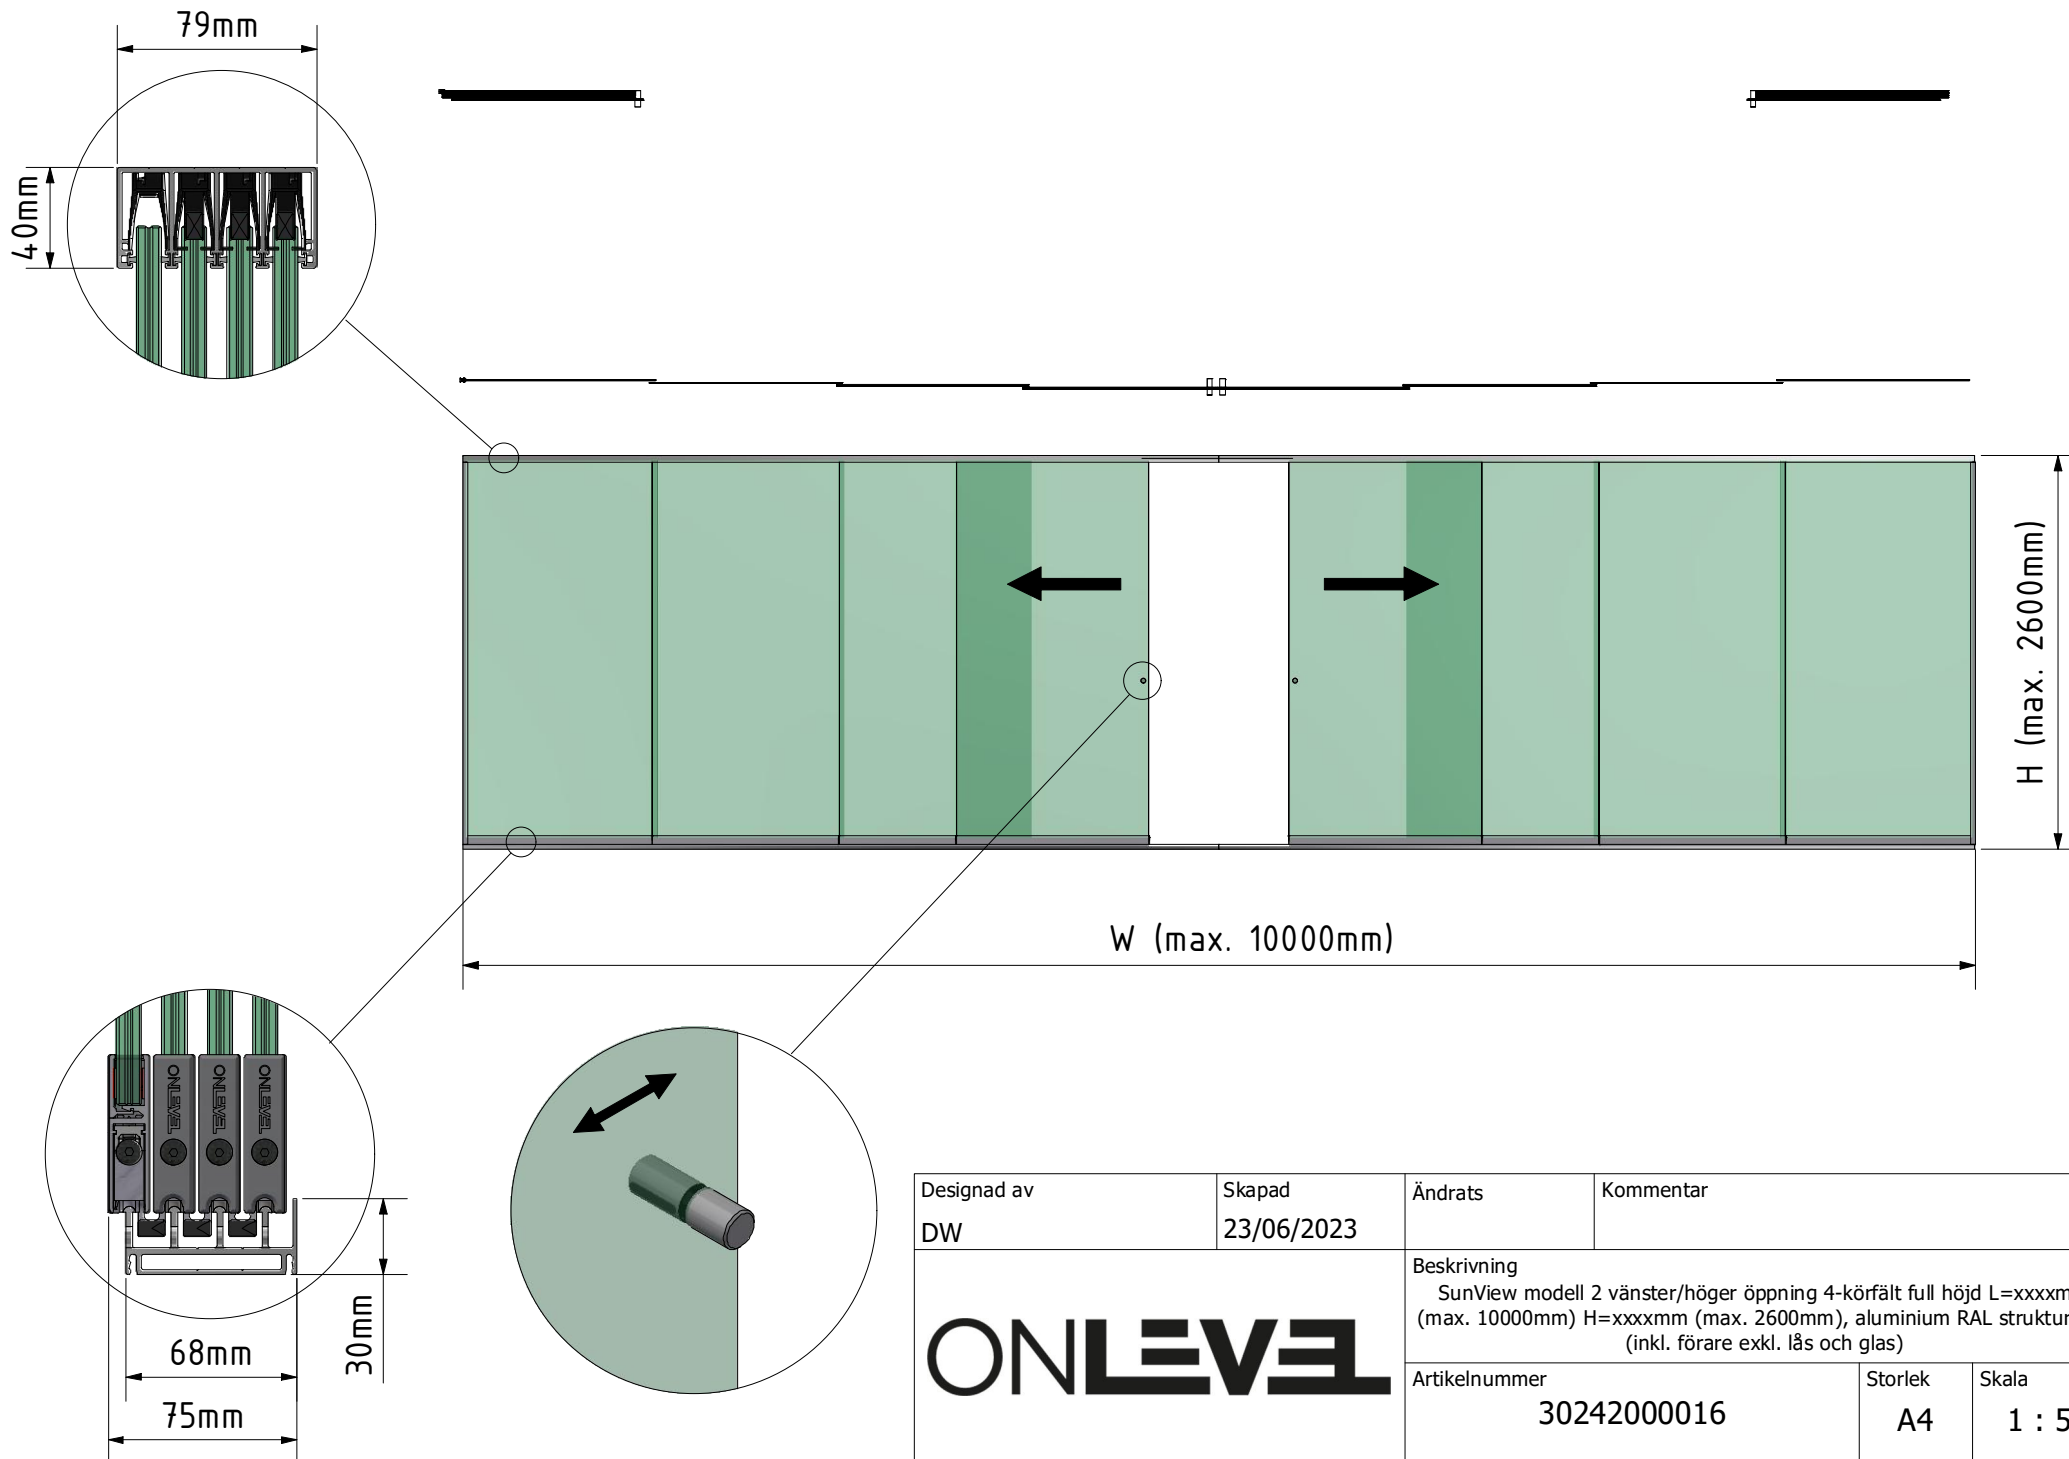 79mm
40mm
H (max. 2600mm)
W (max. 10000mm)
ONLEVEL
ONLEVEL
ONLEVEL
30mm
68mm
75mm
Designad av
DW
Skapad
23/06/2023
Ändrats
Kommentar
ONLEVEL
Beskrivning
SunView modell 2 vänster/höger öppning 4-körfält full höjd L=xxxxm
(max. 10000mm) H=xxxxmm (max. 2600mm), aluminium RAL struktur
(inkl. förare exkl. lås och glas)
Artikelnummer
30242000016
Storlek
A4
Skala
1 : 5